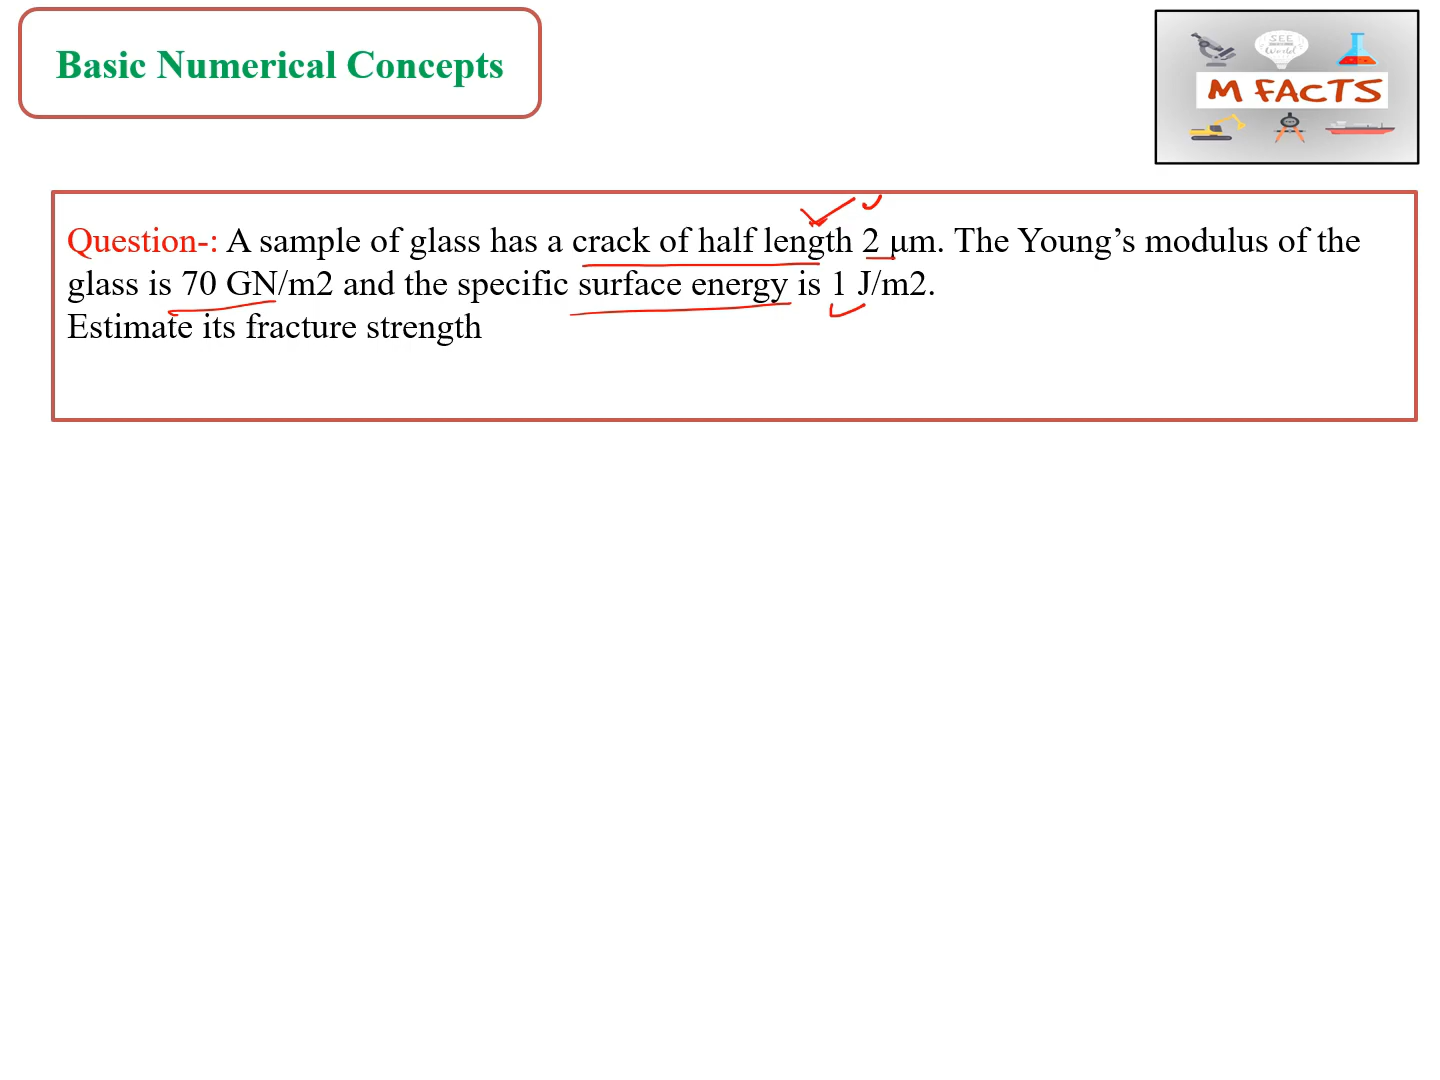 Basic Numerical Concepts
SEE
World
M FACTS
Question-: A sample of glass has a crack of half length 2 μm. The Young’s modulus of the
glass is 70 GN/m2 and the specific surface energy is 1 J/m2.
Estimate its fracture strength